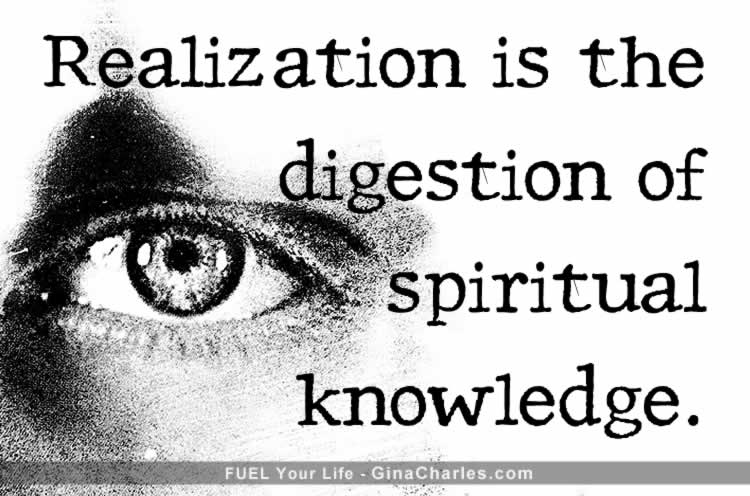 Realization is the
digestion of
spiritual
knowledge.
FUEL Your Life - GinaCharles.com